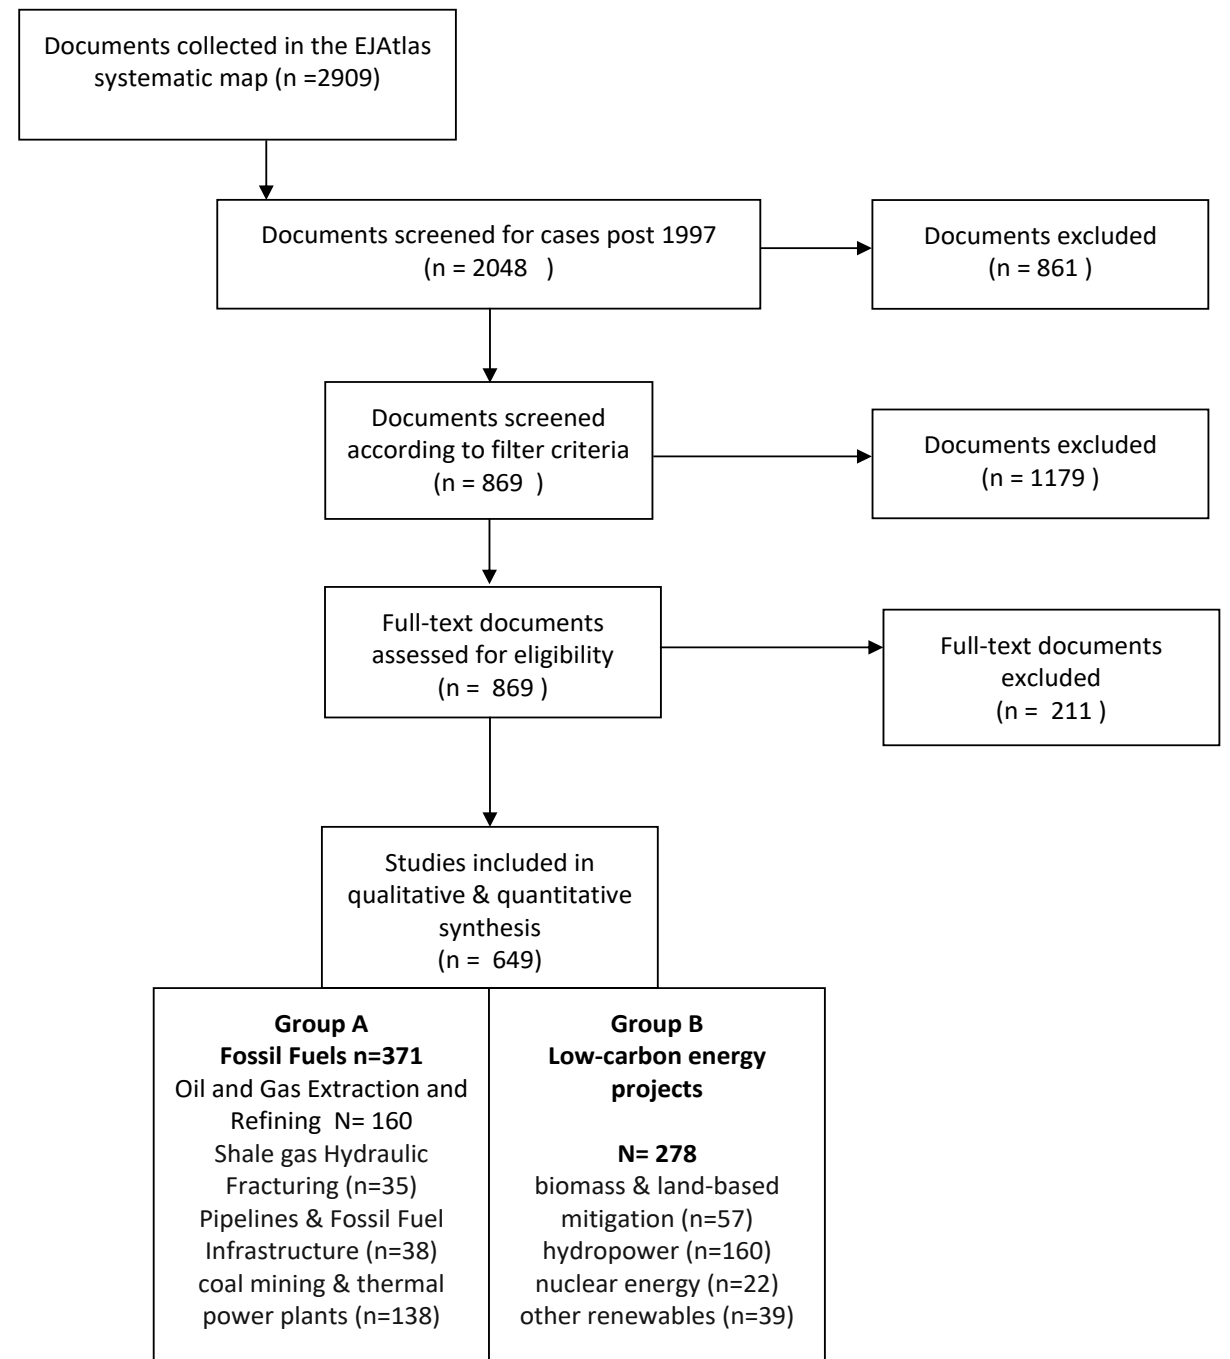 Documents collected in the EJAtlas
systematic map (n =2909)
Documents screened for cases post 1997
(n = 2048 )
Documents excluded
(n = 861 )
Documents screened
according to filter criteria
(n = 869 )
Documents excluded
(n = 1179 )
Full-text documents
assessed for eligibility
(n = 869 )
Full-text documents
excluded
(n = 211 )
Studies included in
qualitative & quantitative
synthesis
(n = 649)
Group A
Fossil Fuels n=371
Oil and Gas Extraction and
Refining N= 160
Shale gas Hydraulic
Fracturing (n=35)
Pipelines & Fossil Fuel
Infrastructure (n=38)
coal mining & thermal
power plants (n=138)
Group B
Low-carbon energy
projects
N= 278
biomass & land-based
mitigation (n=57)
hydropower (n=160)
nuclear energy (n=22)
other renewables (n=39)